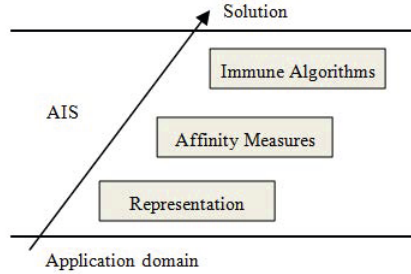 Solution
Immune Algorithms
AIS
Affinity Measures
Representation
Application domain